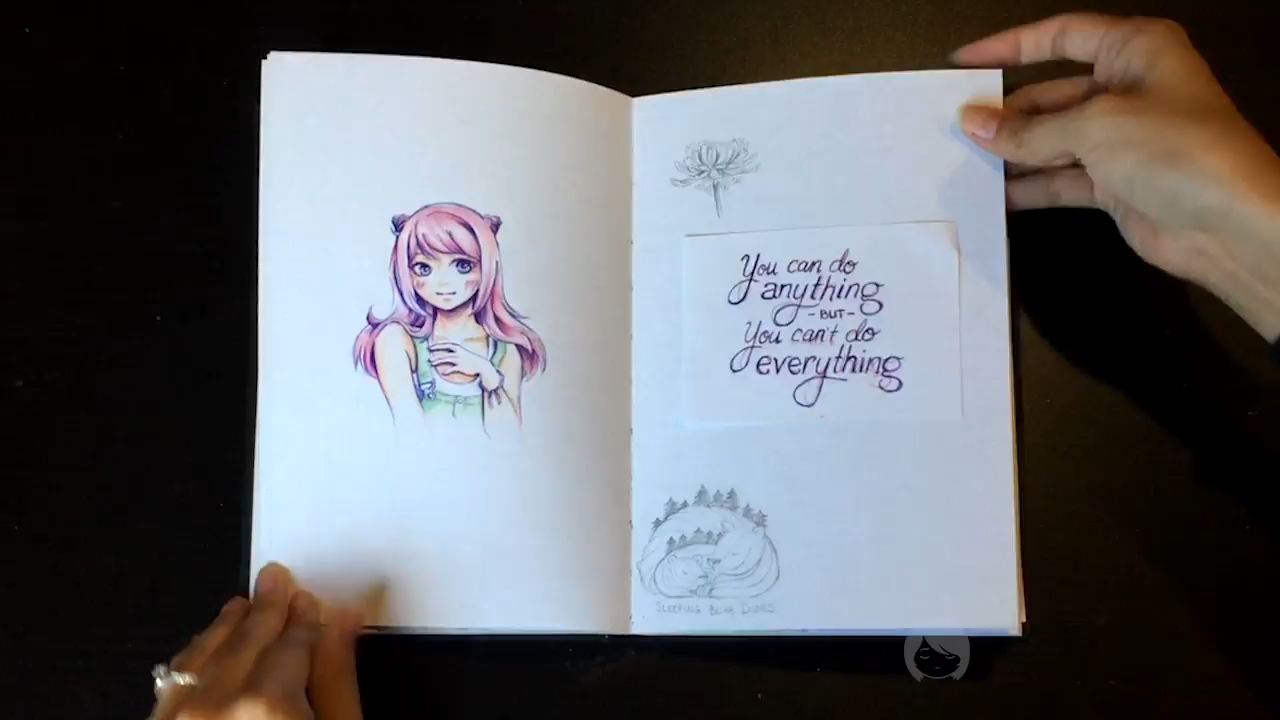 You can do
anything
-BUT-
You can't do
everything
SLEEPING BEAR DUNES